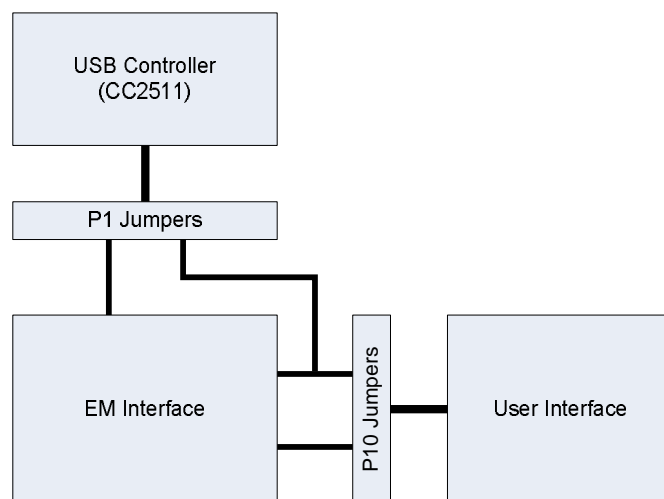 USB Controller
(CC2511)
P1 Jumpers
EM Interface
P10 Jumpers
User Interface